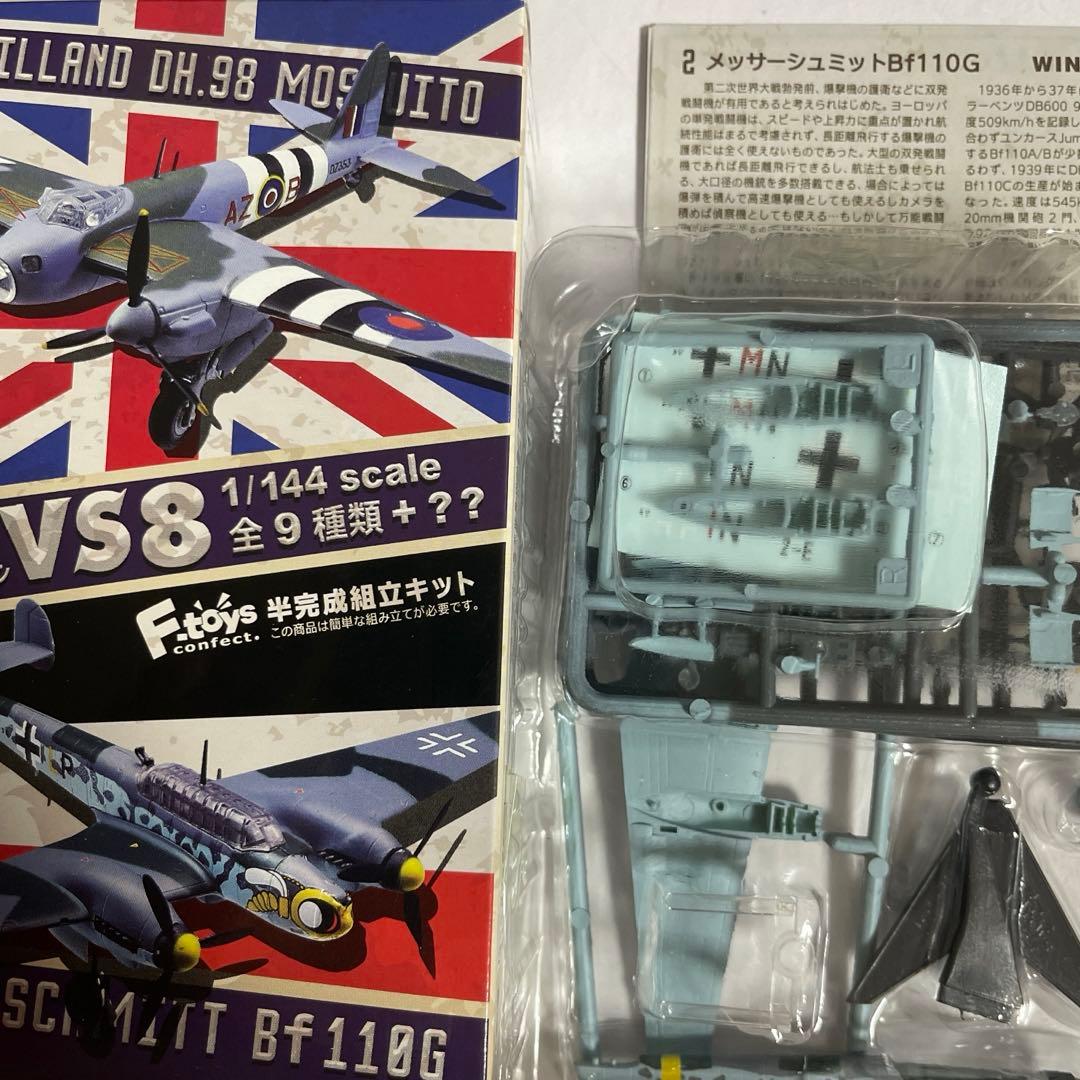 ILLAND DH.98 MOSQUITO
DZ353
AZ B
VS8
1/144 scale
全9種類+??
F-toys
confect.
半完成組立キット
この商品は簡単な組み立てが必要です。
LP
SCHMITT Bf110G
2 メッサーシュミットBf110G WIN
第二次世界大戦勃発前、爆撃機の護衛などに双発
戦闘機が有用であると考えられはじめた。ヨーロッパ
の単発戦闘機は、スピードや上昇力に重点が置かれ航
続性能はまるで考慮されず、長距離飛行する爆撃機の
護衛には全く使えないものであった。大型の双発戦闘
機であれば長距離飛行できるし、航法士も乗せられ
る、大口径の機銃を多数搭載できる、場合によっては
爆弾を積んで高速爆撃機としても使えるしカメラを
積めば偵察機としても使える…もしかして万能戦闘
1936年から37年
ラーベンツDB600 9
度509km/hを記録し
合わずユンカースJum
するBf110A/Bが少
るわず、1939年にD
Bf110Cの生産が始
なった。速度は545k
20mm機関砲2門、
MN
L
N
6
N
2-E
R
7